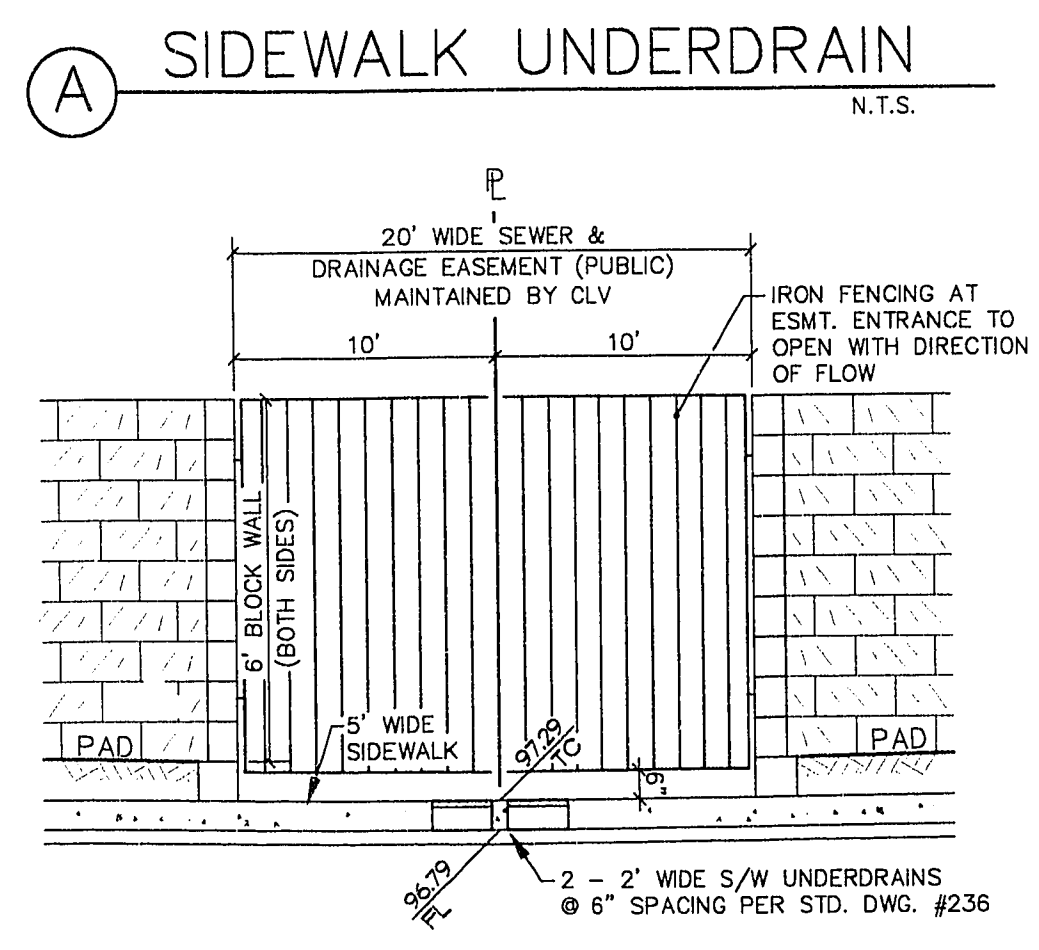 A
SIDEWALK UNDERDRAIN
N.T.S.
PL
20' WIDE SEWER &
DRAINAGE EASEMENT (PUBLIC)
MAINTAINED BY CLV
10'
10'
IRON FENCING AT
ESMT. ENTRANCE TO
OPEN WITH DIRECTION
OF FLOW
6' BLOCK WALL
(BOTH SIDES)
PAD
5' WIDE
SIDEWALK
97.29
TC
PAD
6"
96.79
FL
2 - 2' WIDE S/W UNDERDRAINS
@ 6" SPACING PER STD. DWG. #236